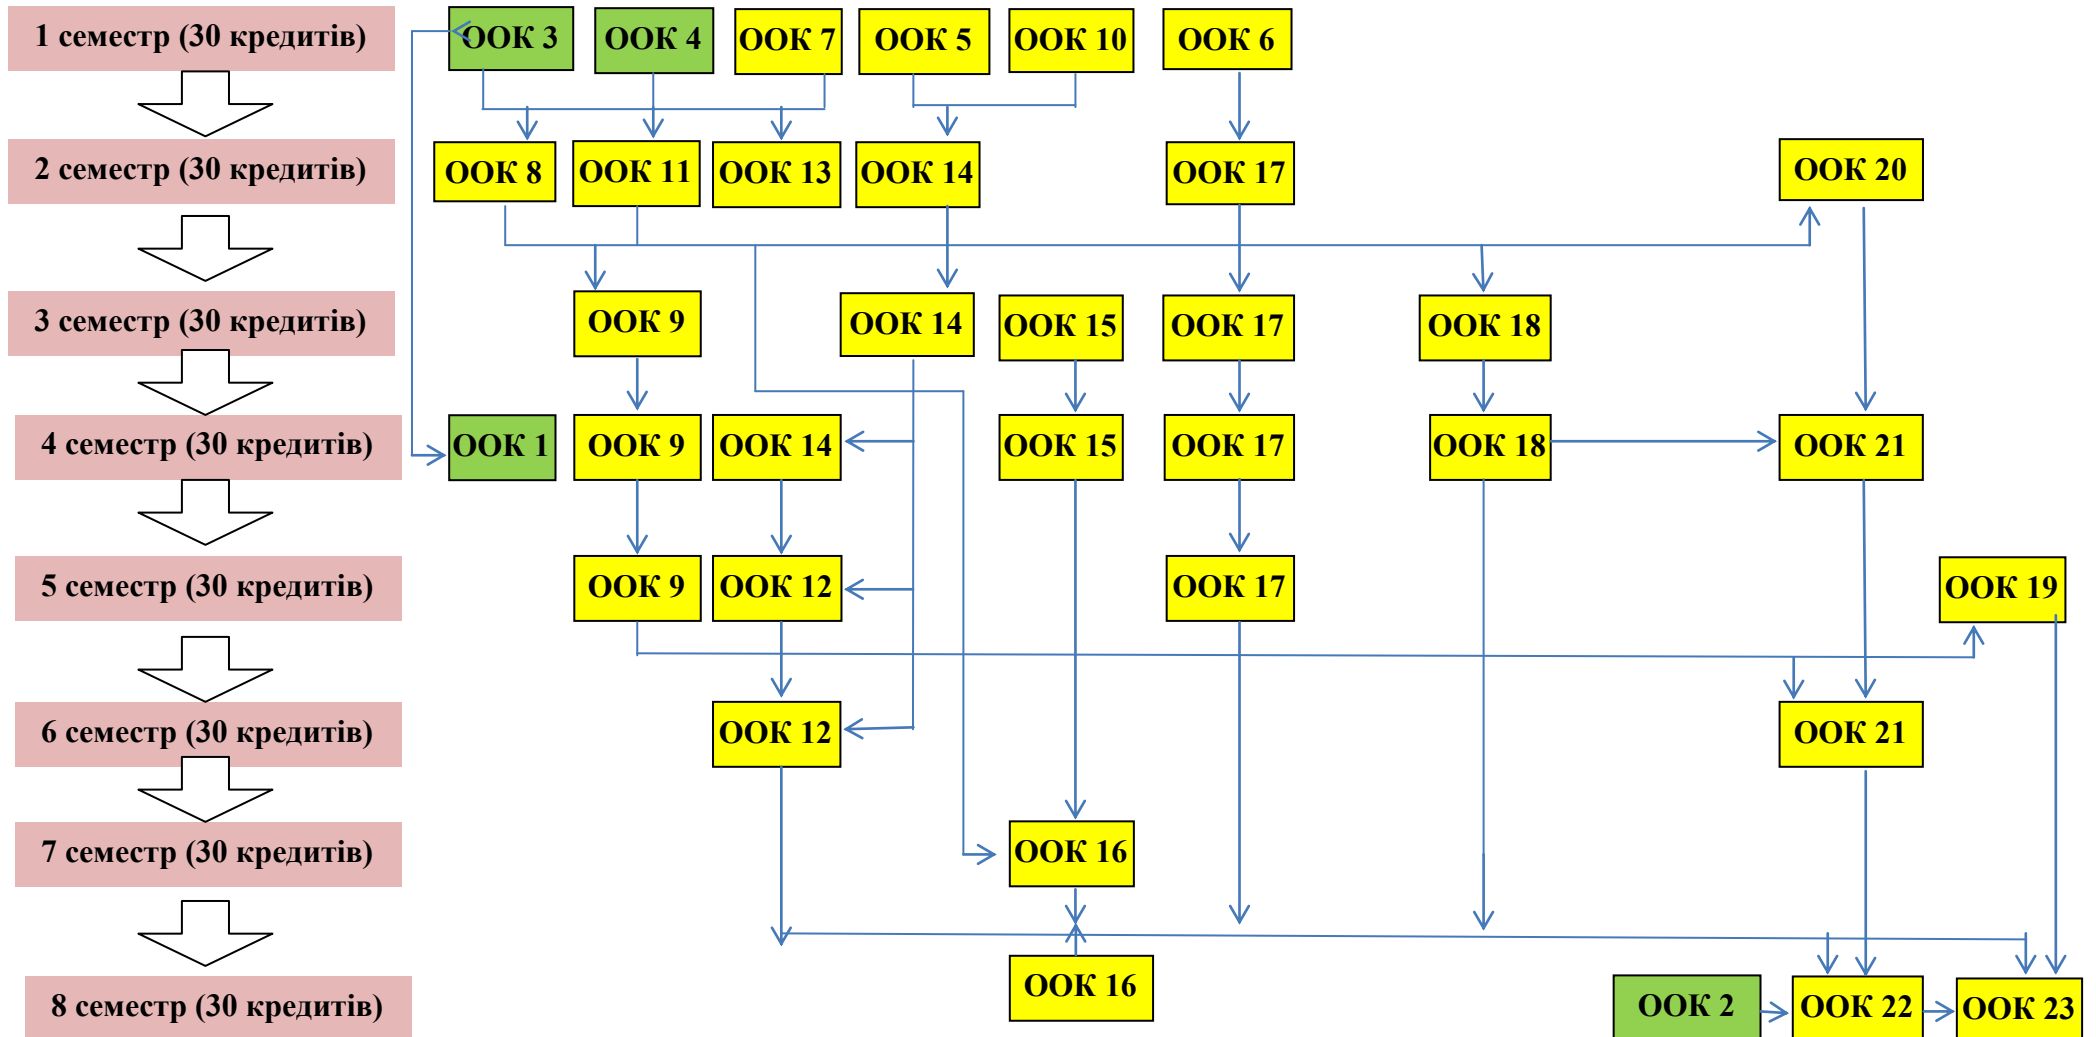 1 семестр (30 кредитів) ООК 3 ООК 4 ООК 7 ООК 5 ООК 10 ООК 6
2 семестр (30 кредитів) ООК 8 ООК 11 ООК 13 ООК 14 ООК 17 ООК 20
3 семестр (30 кредитів) ООК 9 ООК 14 ООК 15 ООК 17 ООК 18
4 семестр (30 кредитів) ООК 1 ООК 9 ООК 14 ООК 15 ООК 17 ООК 18 ООК 21
5 семестр (30 кредитів) ООК 9 ООК 12 ООК 17 ООК 19
6 семестр (30 кредитів) ООК 12 ООК 21
7 семестр (30 кредитів) ООК 16
8 семестр (30 кредитів) ООК 16 ООК 2 ООК 22 ООК 23